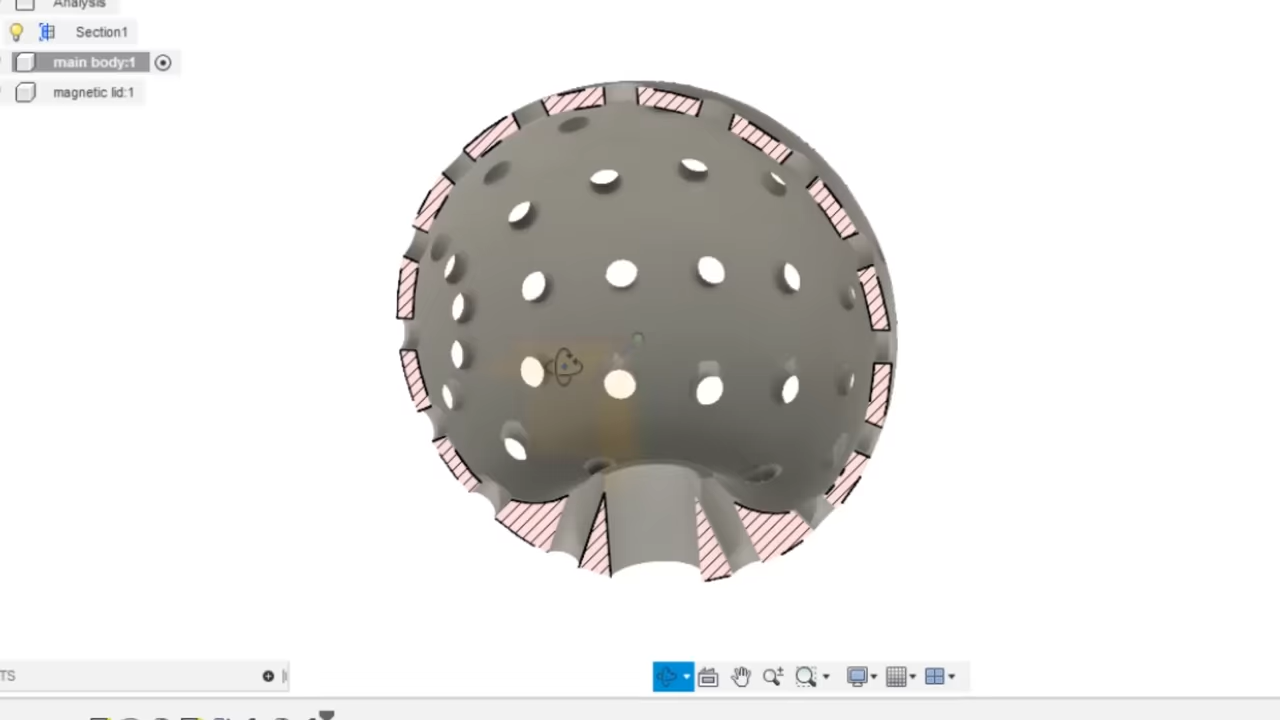 Analysis
Section1
main body:1
magnetic lid:1
TS